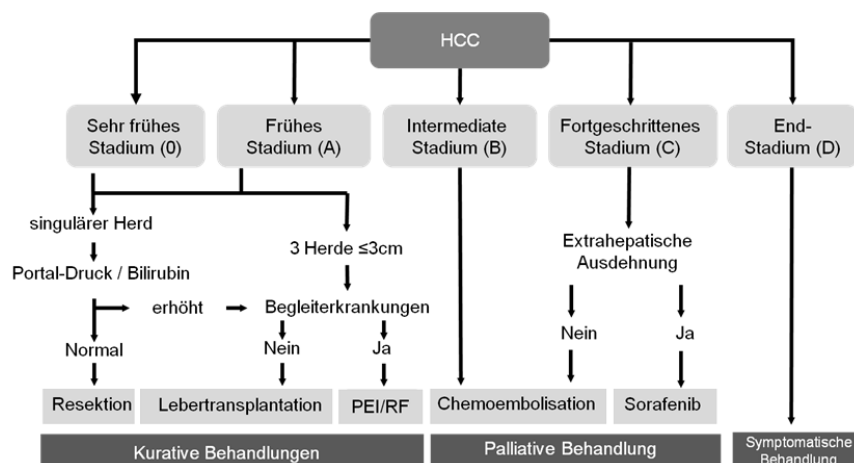 HCC
Sehr frühes
Stadium (0)
Frühes
Stadium (A)
Intermediate
Stadium (B)
Fortgeschrittenes
Stadium (C)
End-
Stadium (D)
singulärer Herd
3 Herde ≤3cm
Extrahepatische
Ausdehnung
Portal-Druck / Bilirubin
erhöht
Begleiterkrankungen
Normal
Nein
Ja
Nein
Ja
Resektion
Lebertransplantation
PEI/RF
Chemoembolisation
Sorafenib
Kurative Behandlungen
Palliative Behandlung
Symptomatische
Behandlung